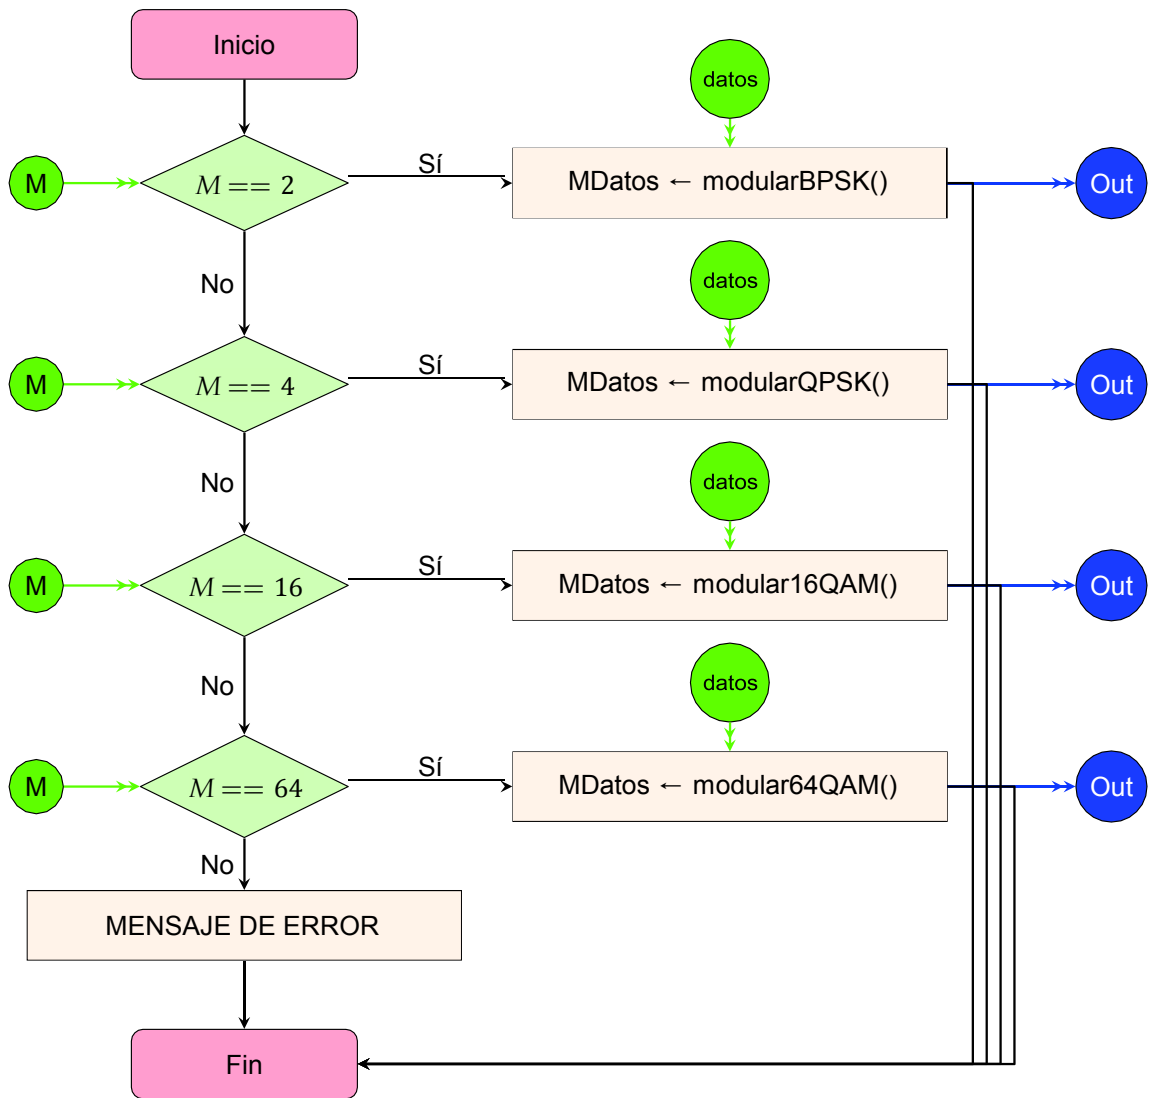 Inicio
datos
M
M == 2
Sí
MDatos ← modularBPSK()
Out
No
datos
M
M == 4
Sí
MDatos ← modularQPSK()
Out
No
datos
M
M == 16
Sí
MDatos ← modular16QAM()
Out
No
datos
M
M == 64
Sí
MDatos ← modular64QAM()
Out
No
MENSAJE DE ERROR
Fin